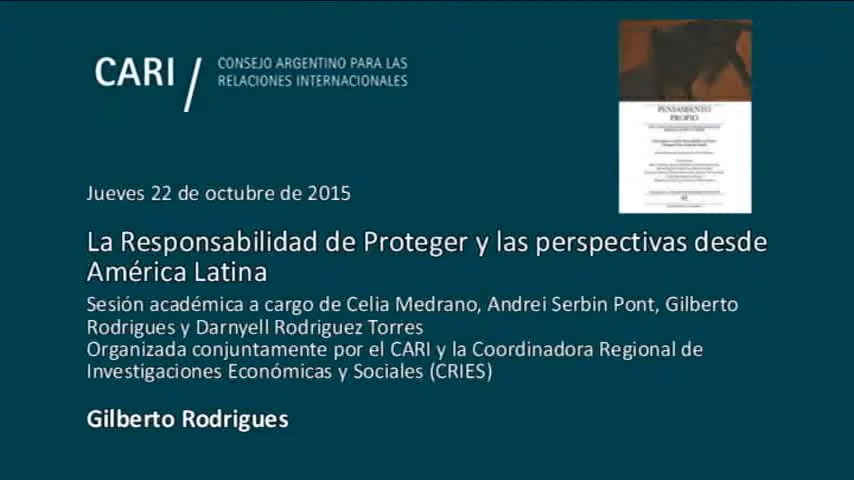 CARI /
CONSEJO ARGENTINO PARA LAS
RELACIONES INTERNACIONALES
PENSAMIENTO
PROPIO
Jueves 22 de octubre de 2015
La Responsabilidad de Proteger y las perspectivas desde
América Latina
Sesión académica a cargo de Celia Medrano, Andrei Serbin Pont, Gilberto
Rodrigues y Darnyell Rodriguez Torres
Organizada conjuntamente por el CARI y la Coordinadora Regional de
Investigaciones Económicas y Sociales (CRIES)
Gilberto Rodrigues